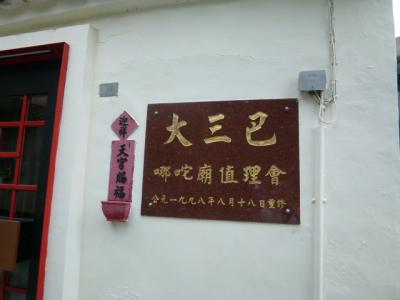 大三巴
哪咤廟值理會
公元一九九八年八月十八日重修
迎祥
天官賜福